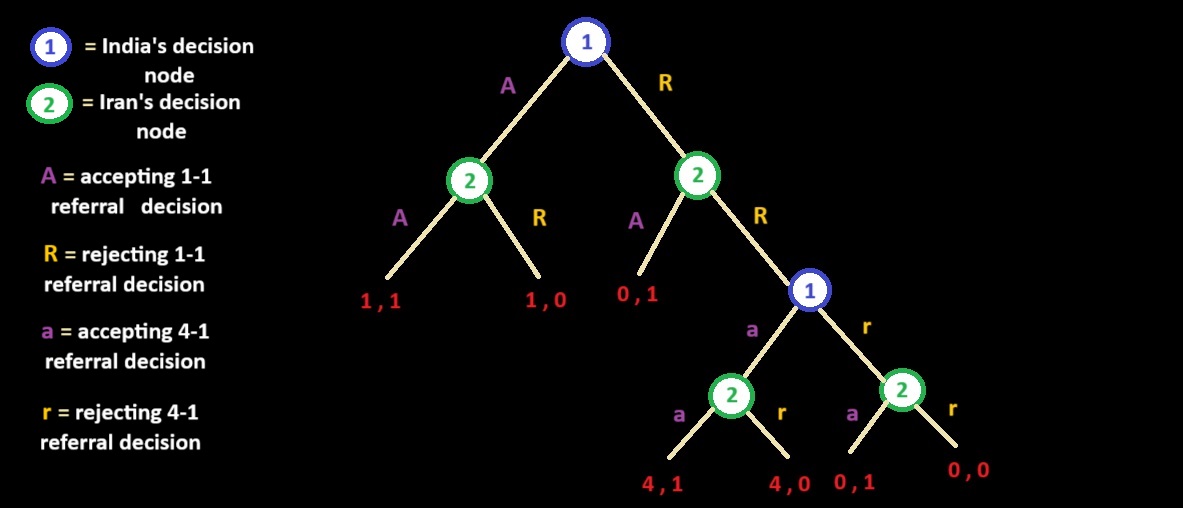 1 = India's decision
node
2 = Iran's decision
node
A = accepting 1-1
referral decision
R = rejecting 1-1
referral decision
a = accepting 4-1
referral decision
r = rejecting 4-1
referral decision
1
A R
2 2
A R A R
1 , 1 1 , 0 0 , 1
1
a r
2 2
a r a r
4 , 1 4 , 0 0 , 1 0 , 0